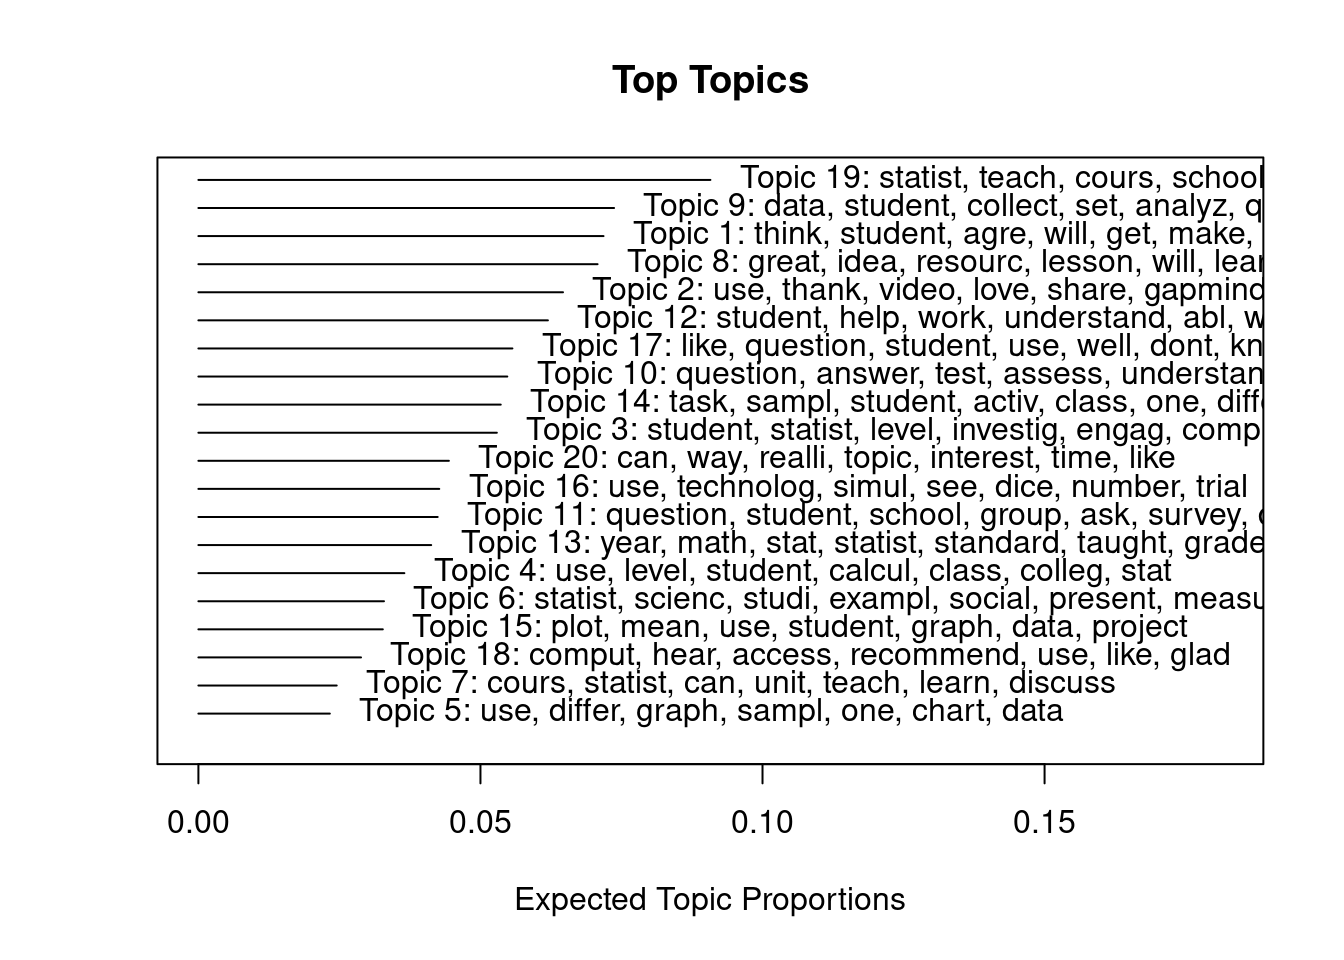 Top Topics
Topic 19: statist, teach, cours, school
Topic 9: data, student, collect, set, analyz, q
Topic 1: think, student, agre, will, get, make,
Topic 8: great, idea, resourc, lesson, will, lear
Topic 2: use, thank, video, love, share, gapmind
Topic 12: student, help, work, understand, abl, w
Topic 17: like, question, student, use, well, dont, kn
Topic 10: question, answer, test, assess, understan
Topic 14: task, sampl, student, activ, class, one, diff
Topic 3: student, statist, level, investig, engag, comp
Topic 20: can, way, realli, topic, interest, time, like
Topic 16: use, technolog, simul, see, dice, number, trial
Topic 11: question, student, school, group, ask, survey,
Topic 13: year, math, stat, statist, standard, taught, grade
Topic 4: use, level, student, calcul, class, colleg, stat
Topic 6: statist, scienc, studi, exampl, social, present, measu
Topic 15: plot, mean, use, student, graph, data, project
Topic 18: comput, hear, access, recommend, use, like, glad
Topic 7: cours, statist, can, unit, teach, learn, discuss
Topic 5: use, differ, graph, sampl, one, chart, data
0.00 0.05 0.10 0.15
Expected Topic Proportions